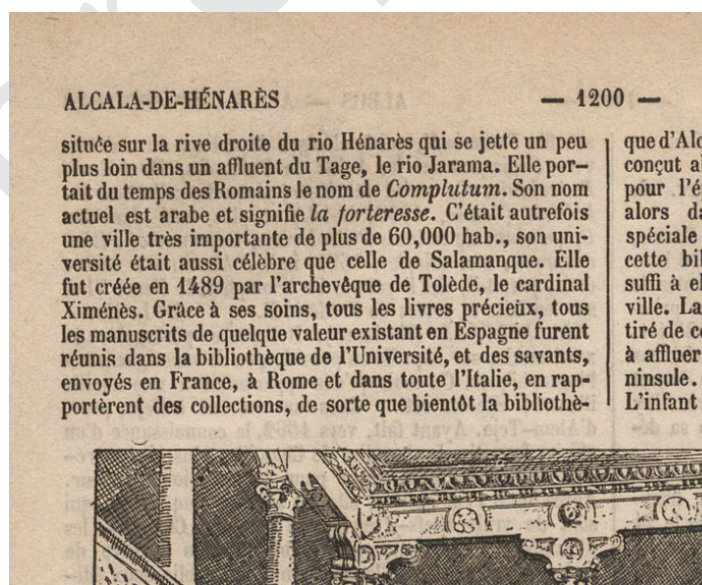 ALCALA-DE-HÉNARÈS — 1200 —
située sur la rive droite du rio Hénarès qui se jette un peu
plus loin dans un affluent du Tage, le rio Jarama. Elle por-
tait du temps des Romains le nom de Complutum. Son nom
actuel est arabe et signifie la forteresse. C'était autrefois
une ville très importante de plus de 60,000 hab., son uni-
versité était aussi célèbre que celle de Salamanque. Elle
fut créée en 1489 par l'archevêque de Tolède, le cardinal
Ximénès. Grâce à ses soins, tous les livres précieux, tous
les manuscrits de quelque valeur existant en Espagne furent
réunis dans la bibliothèque de l'Université, et des savants,
envoyés en France, à Rome et dans toute l'Italie, en rap-
portèrent des collections, de sorte que bientôt la bibliothè-
que d'Alc
conçut a
pour l'é
alors d
spéciale
cette bi
suffi à e
ville. La
tiré de c
à affluer
ninsule.
L'infant